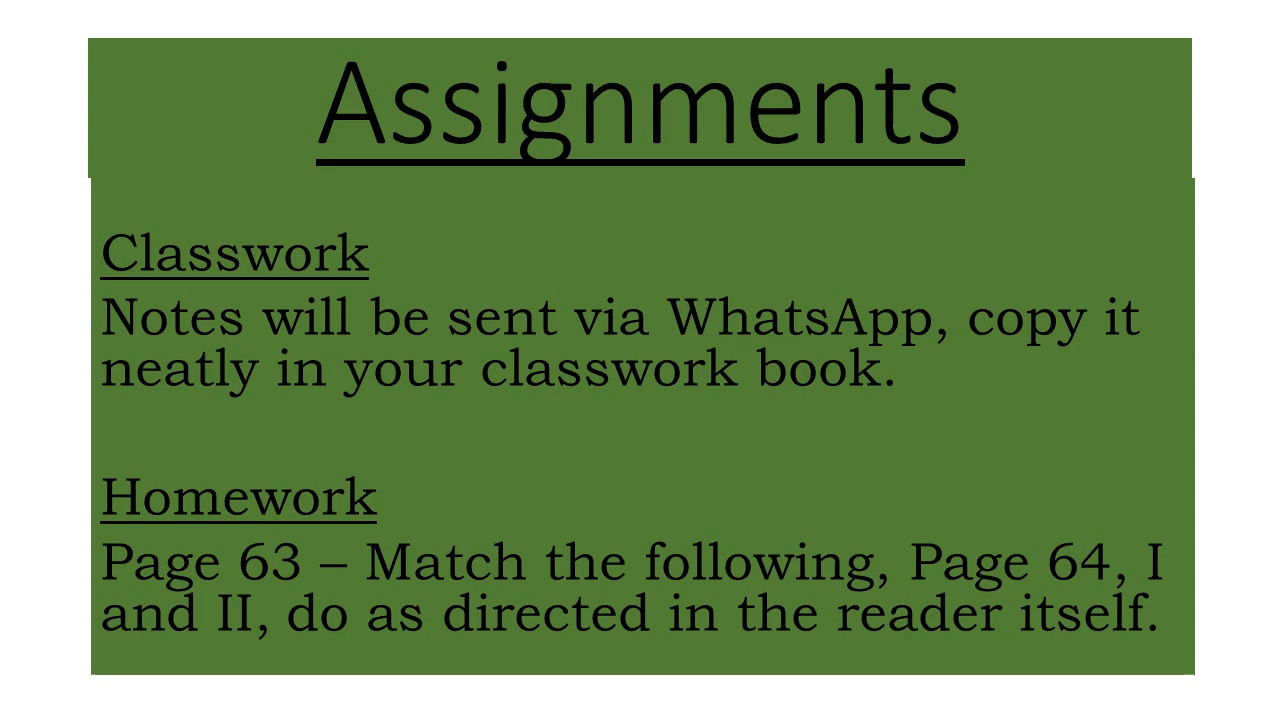 Assignments
Classwork
Notes will be sent via WhatsApp, copy it
neatly in your classwork book.
Homework
Page 63 – Match the following, Page 64, I
and II, do as directed in the reader itself.